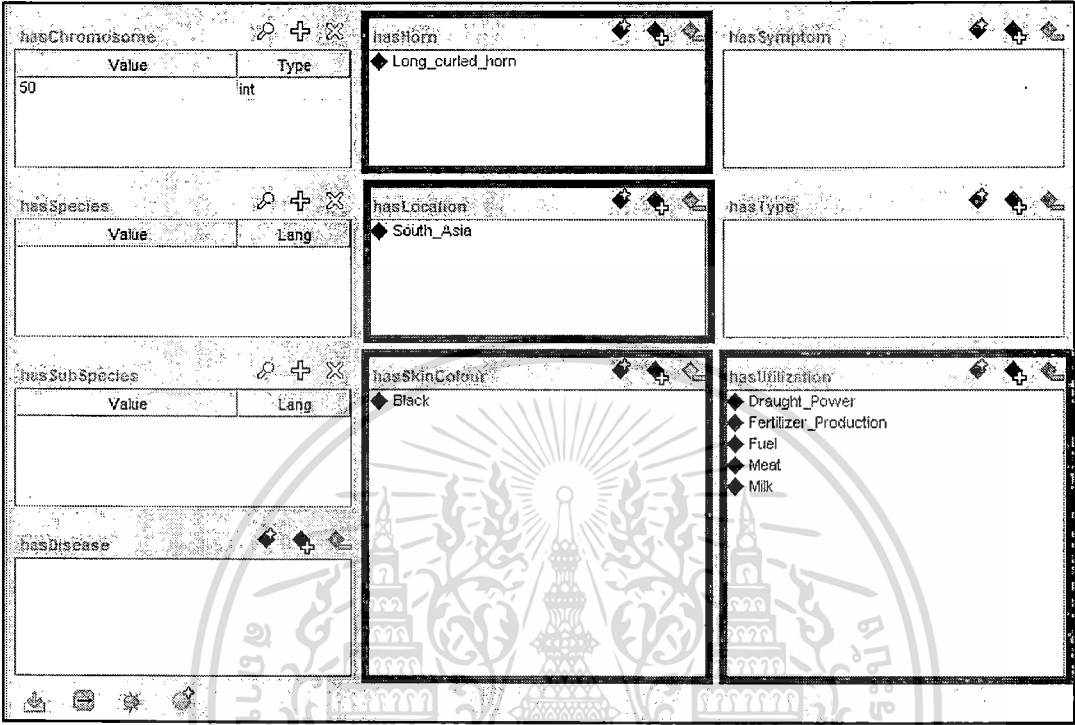 hasChromosome
Value Type
50 int
hasSpecies
Value Lang
hasSubSpecies
Value Lang
hasDisease
hasHorn
Long_curled_horn
hasLocation
South_Asia
hasSkinColour
Black
hasSymptom
hasType
hasUtilization
Draught_Power
Fertilizer_Production
Fuel
Meat
Milk